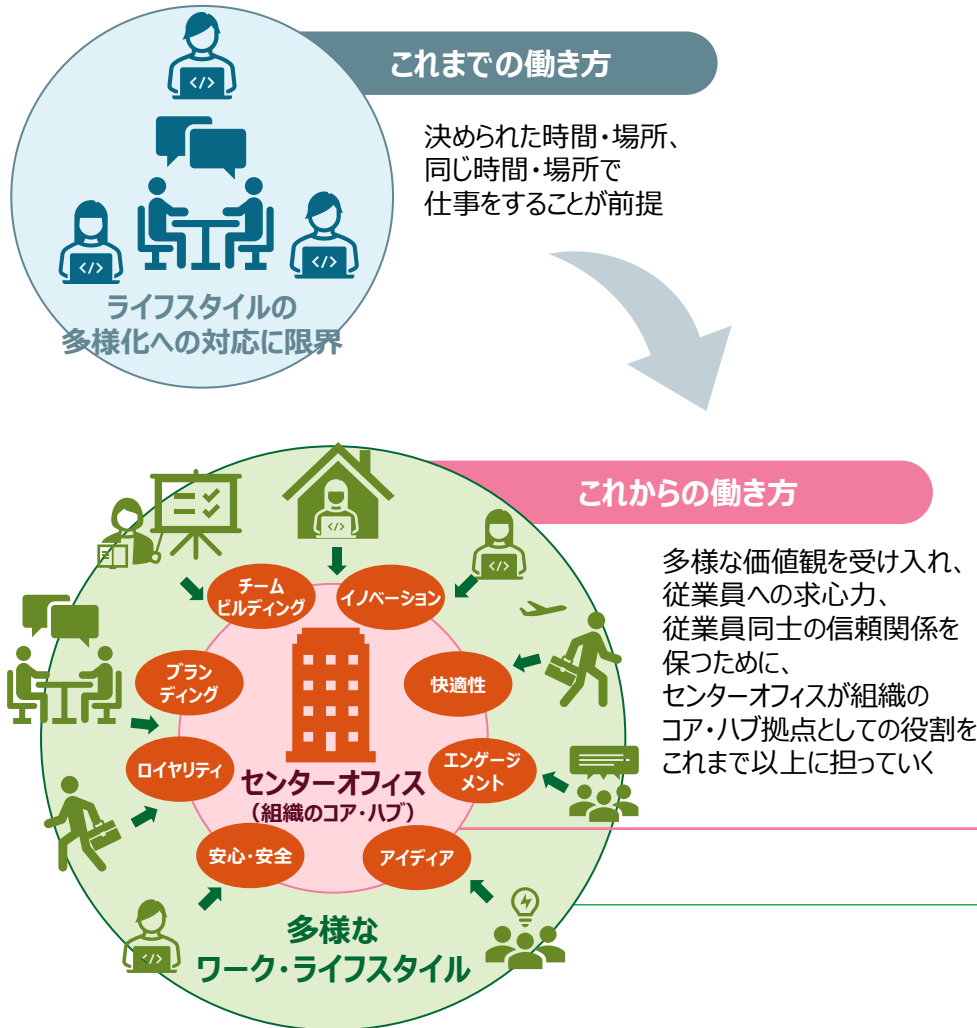 これまでの働き方
決められた時間・場所、
同じ時間・場所で
仕事をすることが前提
</>
</>
</>
ライフスタイルの
多様化への対応に限界
これからの働き方
多様な価値観を受け入れ、
従業員への求心力、
従業員同士の信頼関係を
保つために、
センターオフィスが組織の
コア・ハブ拠点としての役割を
これまで以上に担っていく
</>
</>
チーム
ビルディング
イノベーション
ブラン
ディング
快適性
ロイヤリティ
エンゲージ
メント
センターオフィス
（組織のコア・ハブ）
安心・安全
アイディア
</>
多様な
ワーク・ライフスタイル